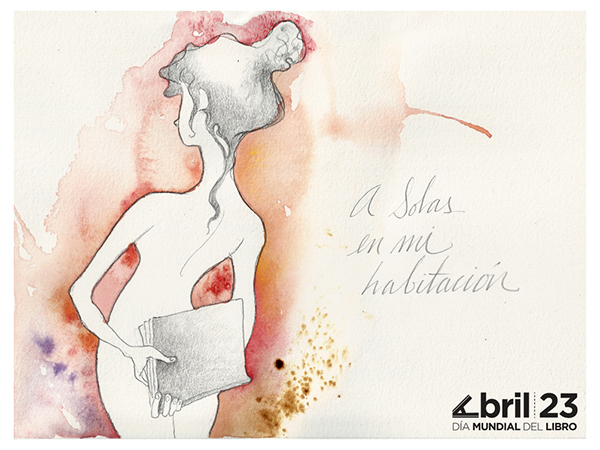 A Solas
en mi
habitación
Abril 23
DÍA MUNDIAL DEL LIBRO